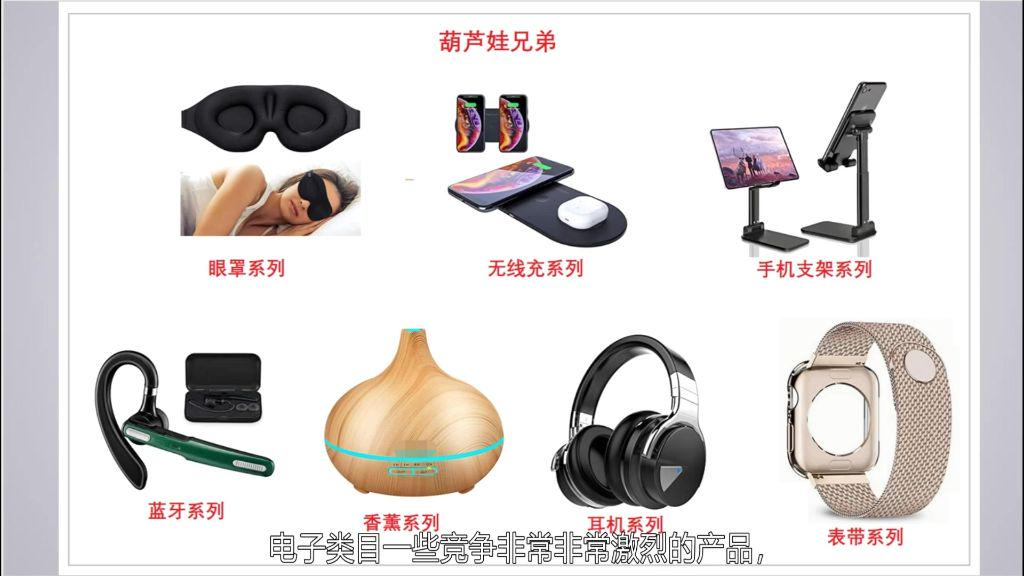 葫芦娃兄弟
眼罩系列
无线充系列
手机支架系列
蓝牙系列
香薰系列
耳机系列
表带系列
电子类目一些竞争非常非常激烈的产品，